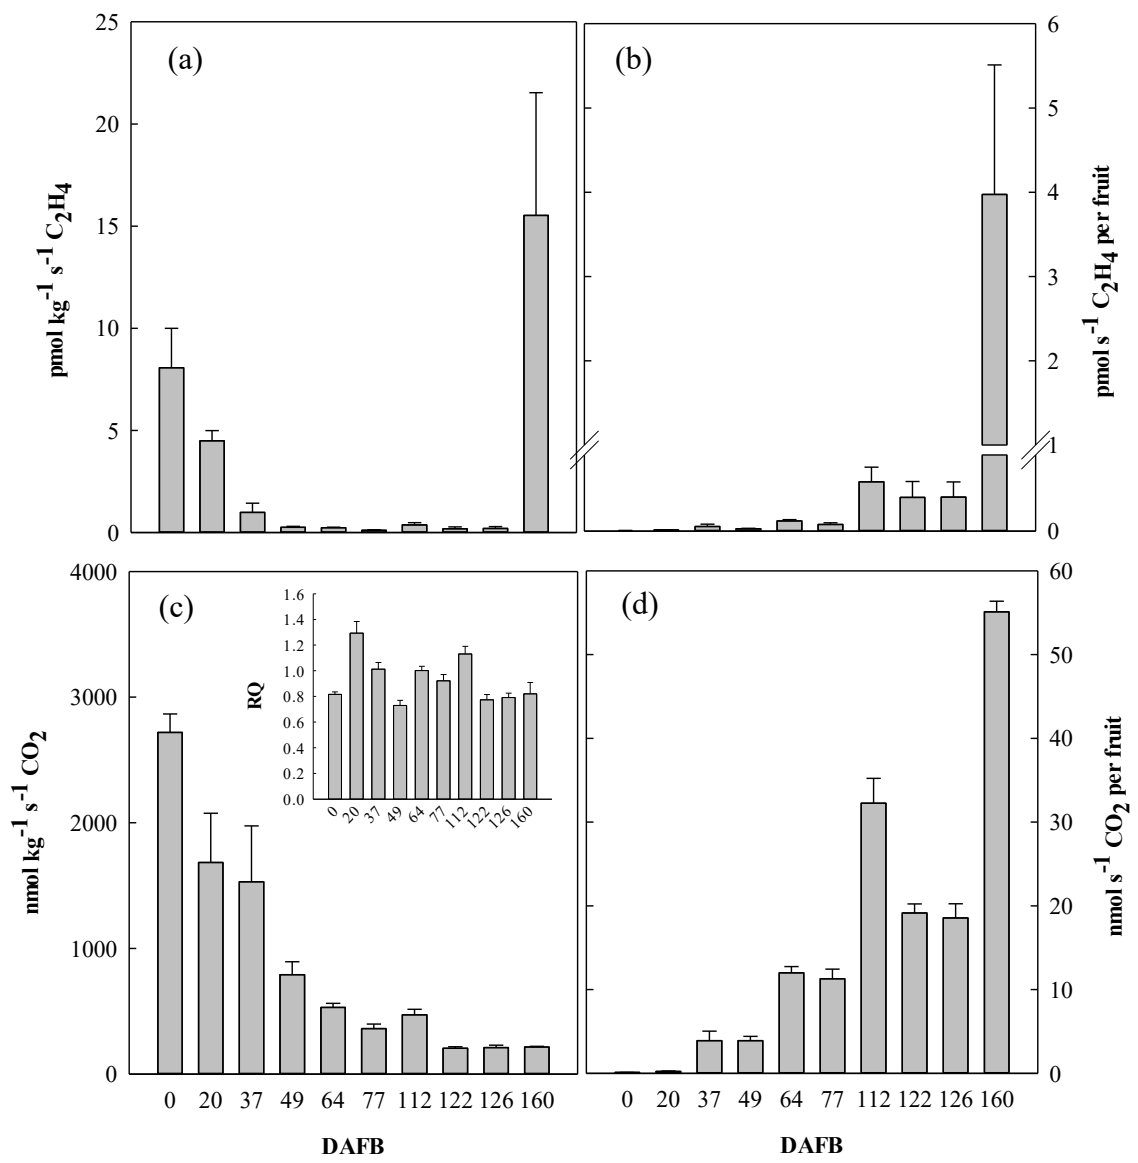 (a)
25
20
15
10
5
0
pmol kg⁻¹ s⁻¹ C₂H₄
(b)
6
5
4
3
2
1
0
pmol s⁻¹ C₂H₄ per fruit
(c)
4000
3000
2000
1000
0
nmol kg⁻¹ s⁻¹ CO₂
1.6
1.4
1.2
1.0
0.8
0.6
0.4
0.2
0.0
RQ
0 20 37 49 64 77 112 122 126 160
0 20 37 49 64 77 112 122 126 160
DAFB
(d)
60
50
40
30
20
10
0
nmol s⁻¹ CO₂ per fruit
0 20 37 49 64 77 112 122 126 160
DAFB